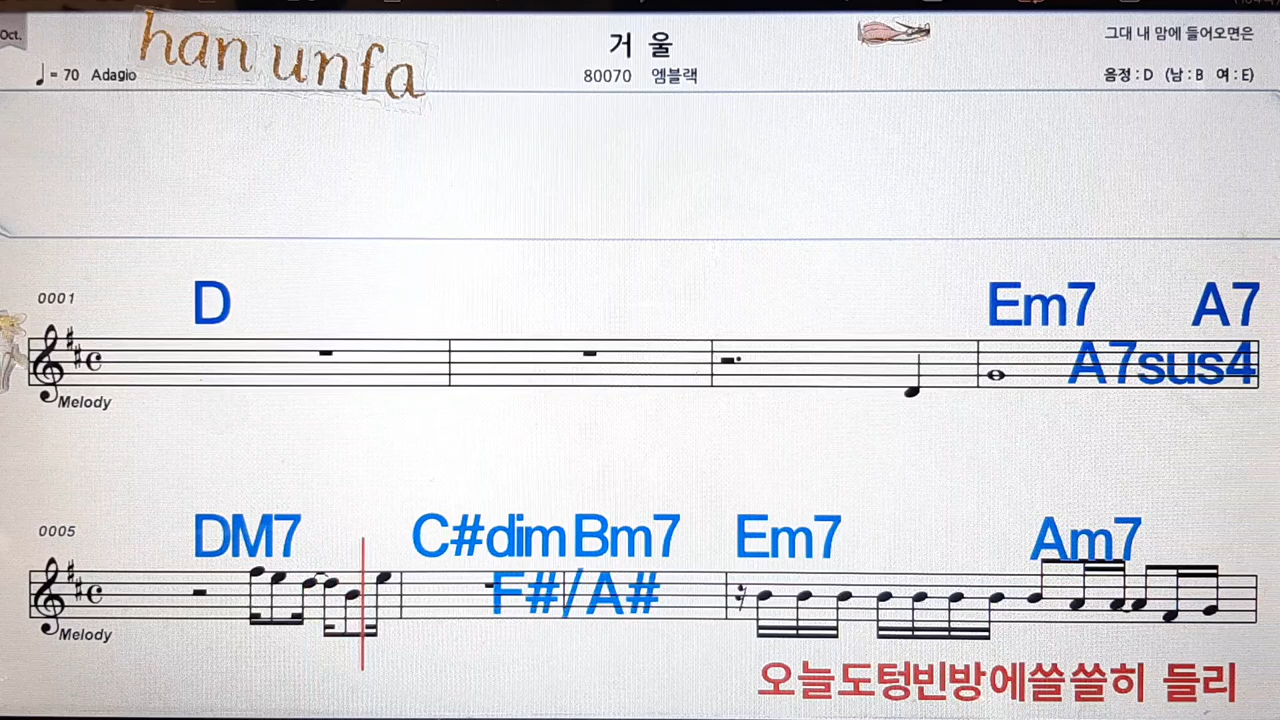 Oct.
han unfa
거 울
그대 내 맘에 들어오면은
= 70 Adagio
80070 엠블랙
음정 : D (남 : B 여 : E)
0001
D
Em7
A7
A7sus4
Melody
0005
DM7
C#dim
Bm7
Em7
Am7
F#/A#
Melody
오늘도텅빈방에쓸쓸히 들리